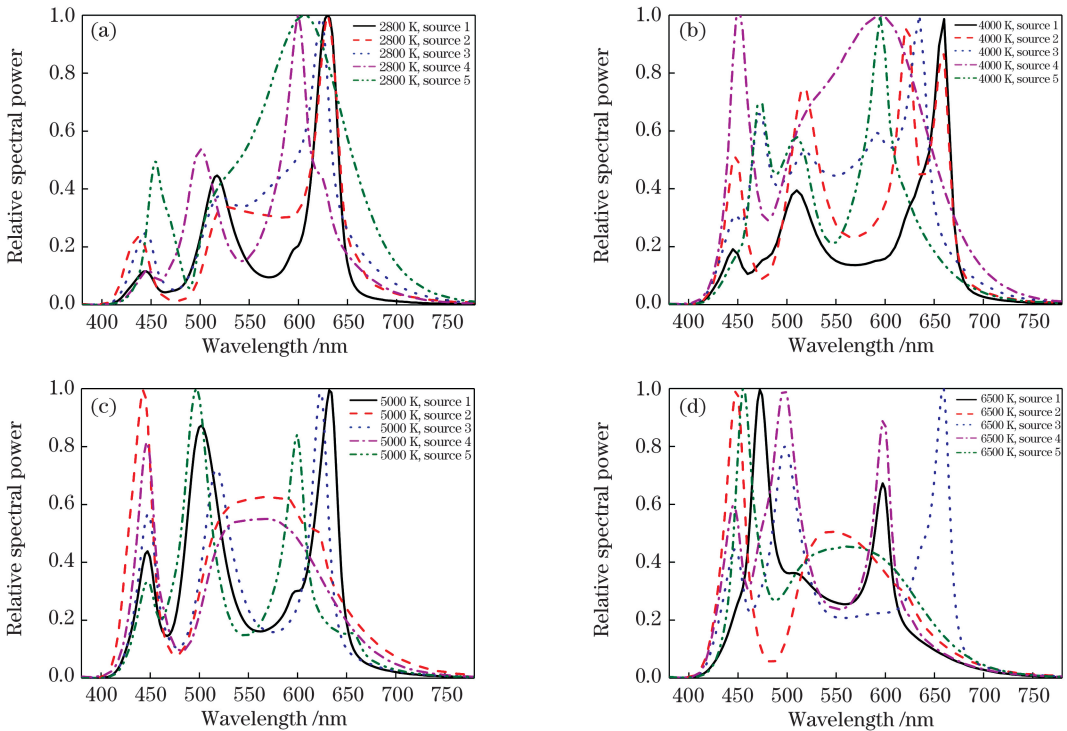 (a)
2800 K, source 1
2800 K, source 2
2800 K, source 3
2800 K, source 4
2800 K, source 5
Relative spectral power
1.0
0.8
0.6
0.4
0.2
0.0
400 450 500 550 600 650 700 750
Wavelength /nm
(b)
4000 K, source 1
4000 K, source 2
4000 K, source 3
4000 K, source 4
4000 K, source 5
Relative spectral power
1.0
0.8
0.6
0.4
0.2
0.0
400 450 500 550 600 650 700 750
Wavelength /nm
(c)
5000 K, source 1
5000 K, source 2
5000 K, source 3
5000 K, source 4
5000 K, source 5
Relative spectral power
1.0
0.8
0.6
0.4
0.2
0.0
400 450 500 550 600 650 700 750
Wavelength /nm
(d)
6500 K, source 1
6500 K, source 2
6500 K, source 3
6500 K, source 4
6500 K, source 5
Relative spectral power
1.0
0.8
0.6
0.4
0.2
0.0
400 450 500 550 600 650 700 750
Wavelength /nm